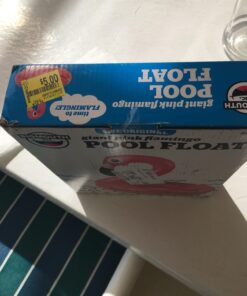 $5.00
giant pink flamingo
POOL
FLOAT
time to
FLAMINGLE!
THE ORIGINAL
giant pink flamingo
POOL FLOAT